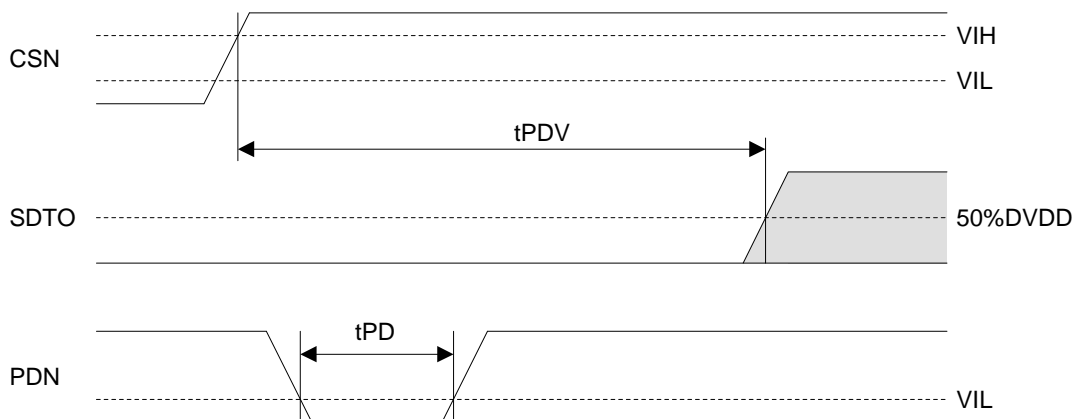 CSN
VIH
VIL
tPDV
SDTO
50%DVDD
tPD
PDN
VIL